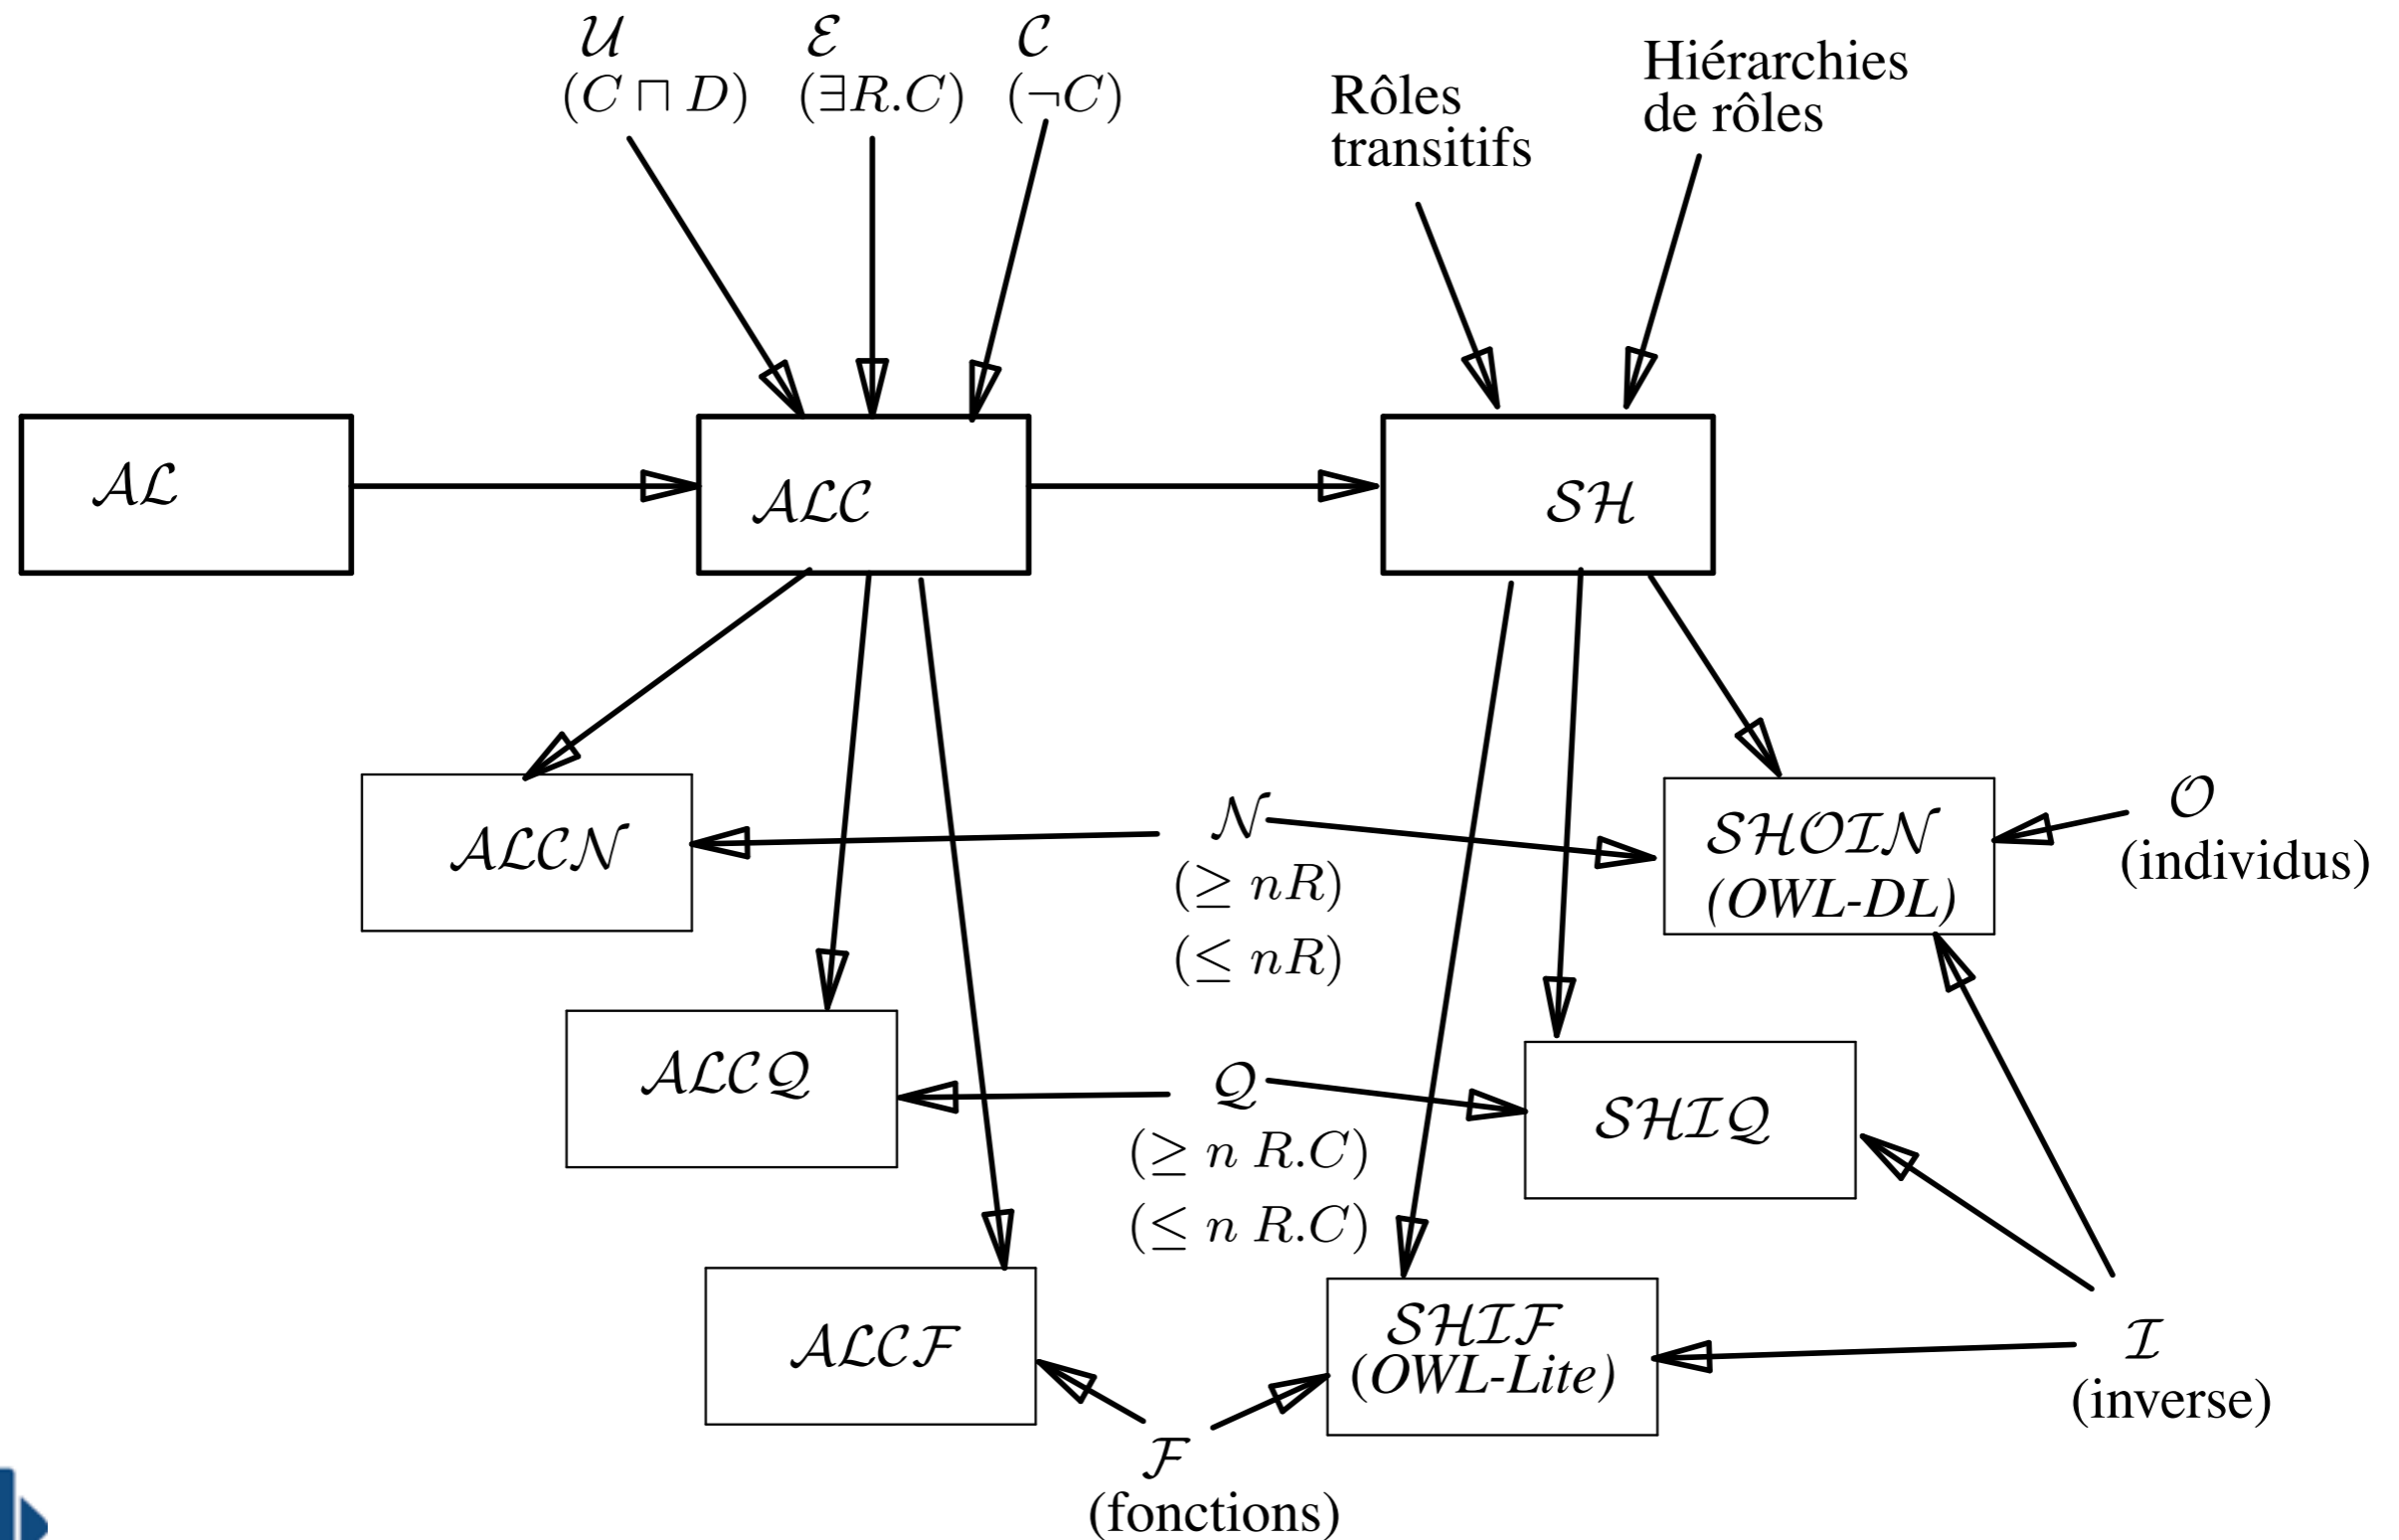 𝒰 ℰ 𝒞
(C ⊓ D) (∃R.C) (¬C)
Rôles
transitifs
Hiérarchies
de rôles
𝒜ℒ
𝒜ℒ𝒞
𝒮ℋ
𝒜ℒ𝒞𝒩
𝒩
(≥ nR)
(≤ nR)
𝒮ℋ𝒪ℐ𝒩
(OWL-DL)
𝒪
(individus)
𝒜ℒ𝒞𝒬
𝒬
(≥ n R.C)
(≤ n R.C)
𝒮ℋℐ𝒬
𝒜ℒ𝒞ℱ
𝒮ℋℐℱ
(OWL-Lite)
ℐ
(inverse)
ℱ
(fonctions)